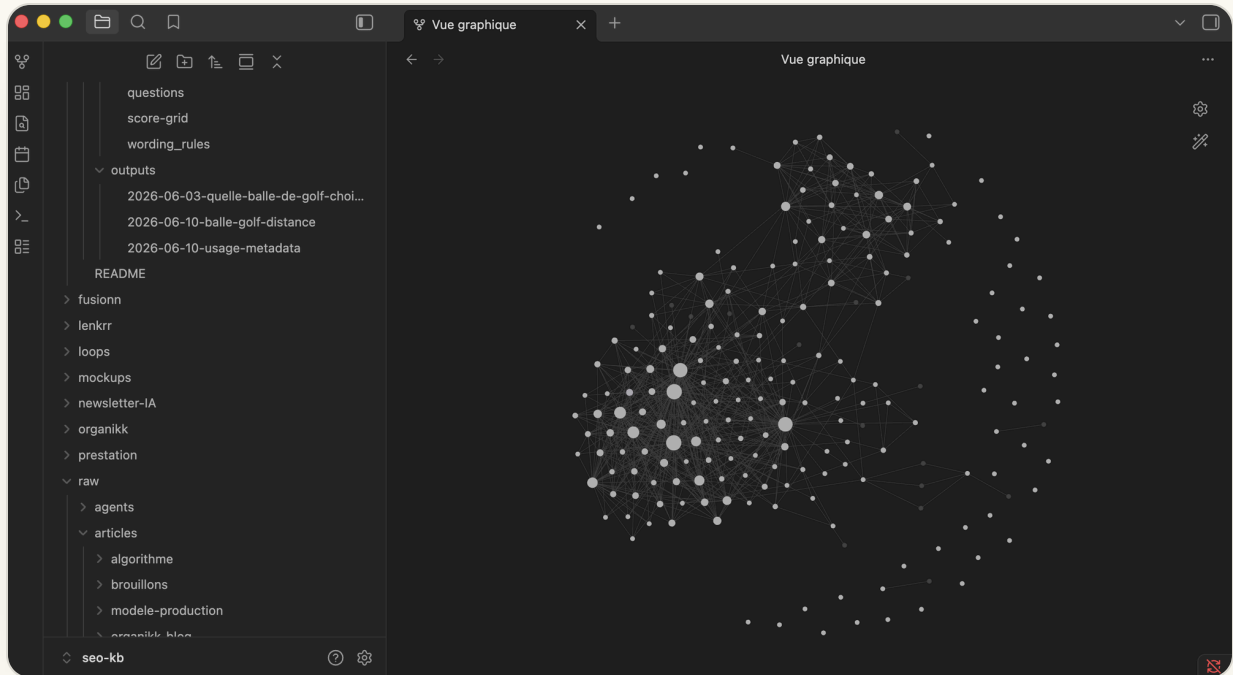 Vue graphique
Vue graphique
questions
score-grid
wording_rules
outputs
2026-06-03-quelle-balle-de-golf-choi...
2026-06-10-balle-golf-distance
2026-06-10-usage-metadata
README
fusionn
lenkrr
loops
mockups
newsletter-IA
organikk
prestation
raw
agents
articles
algorithme
brouillons
modele-production
organikk_blog
seo-kb